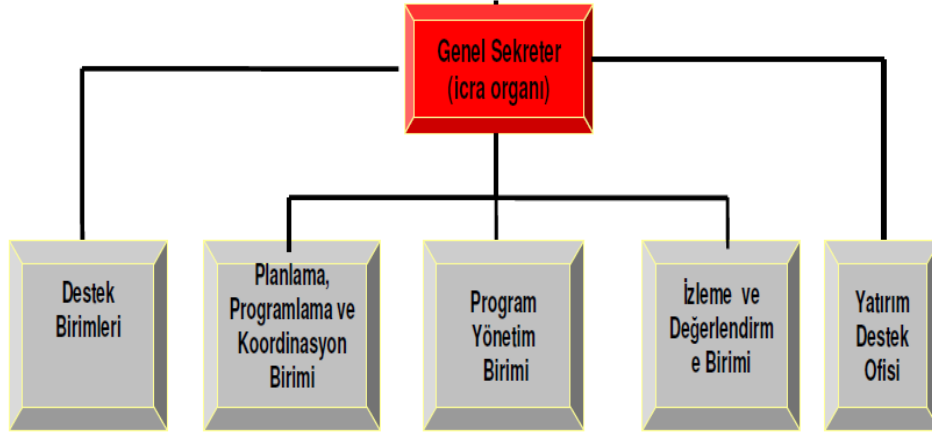 Genel Sekreter
(icra organı)
Destek
Birimleri
Planlama,
Programlama ve
Koordinasyon
Birimi
Program
Yönetim
Birimi
İzleme ve
Değerlendirm
e Birimi
Yatırım
Destek
Ofisi